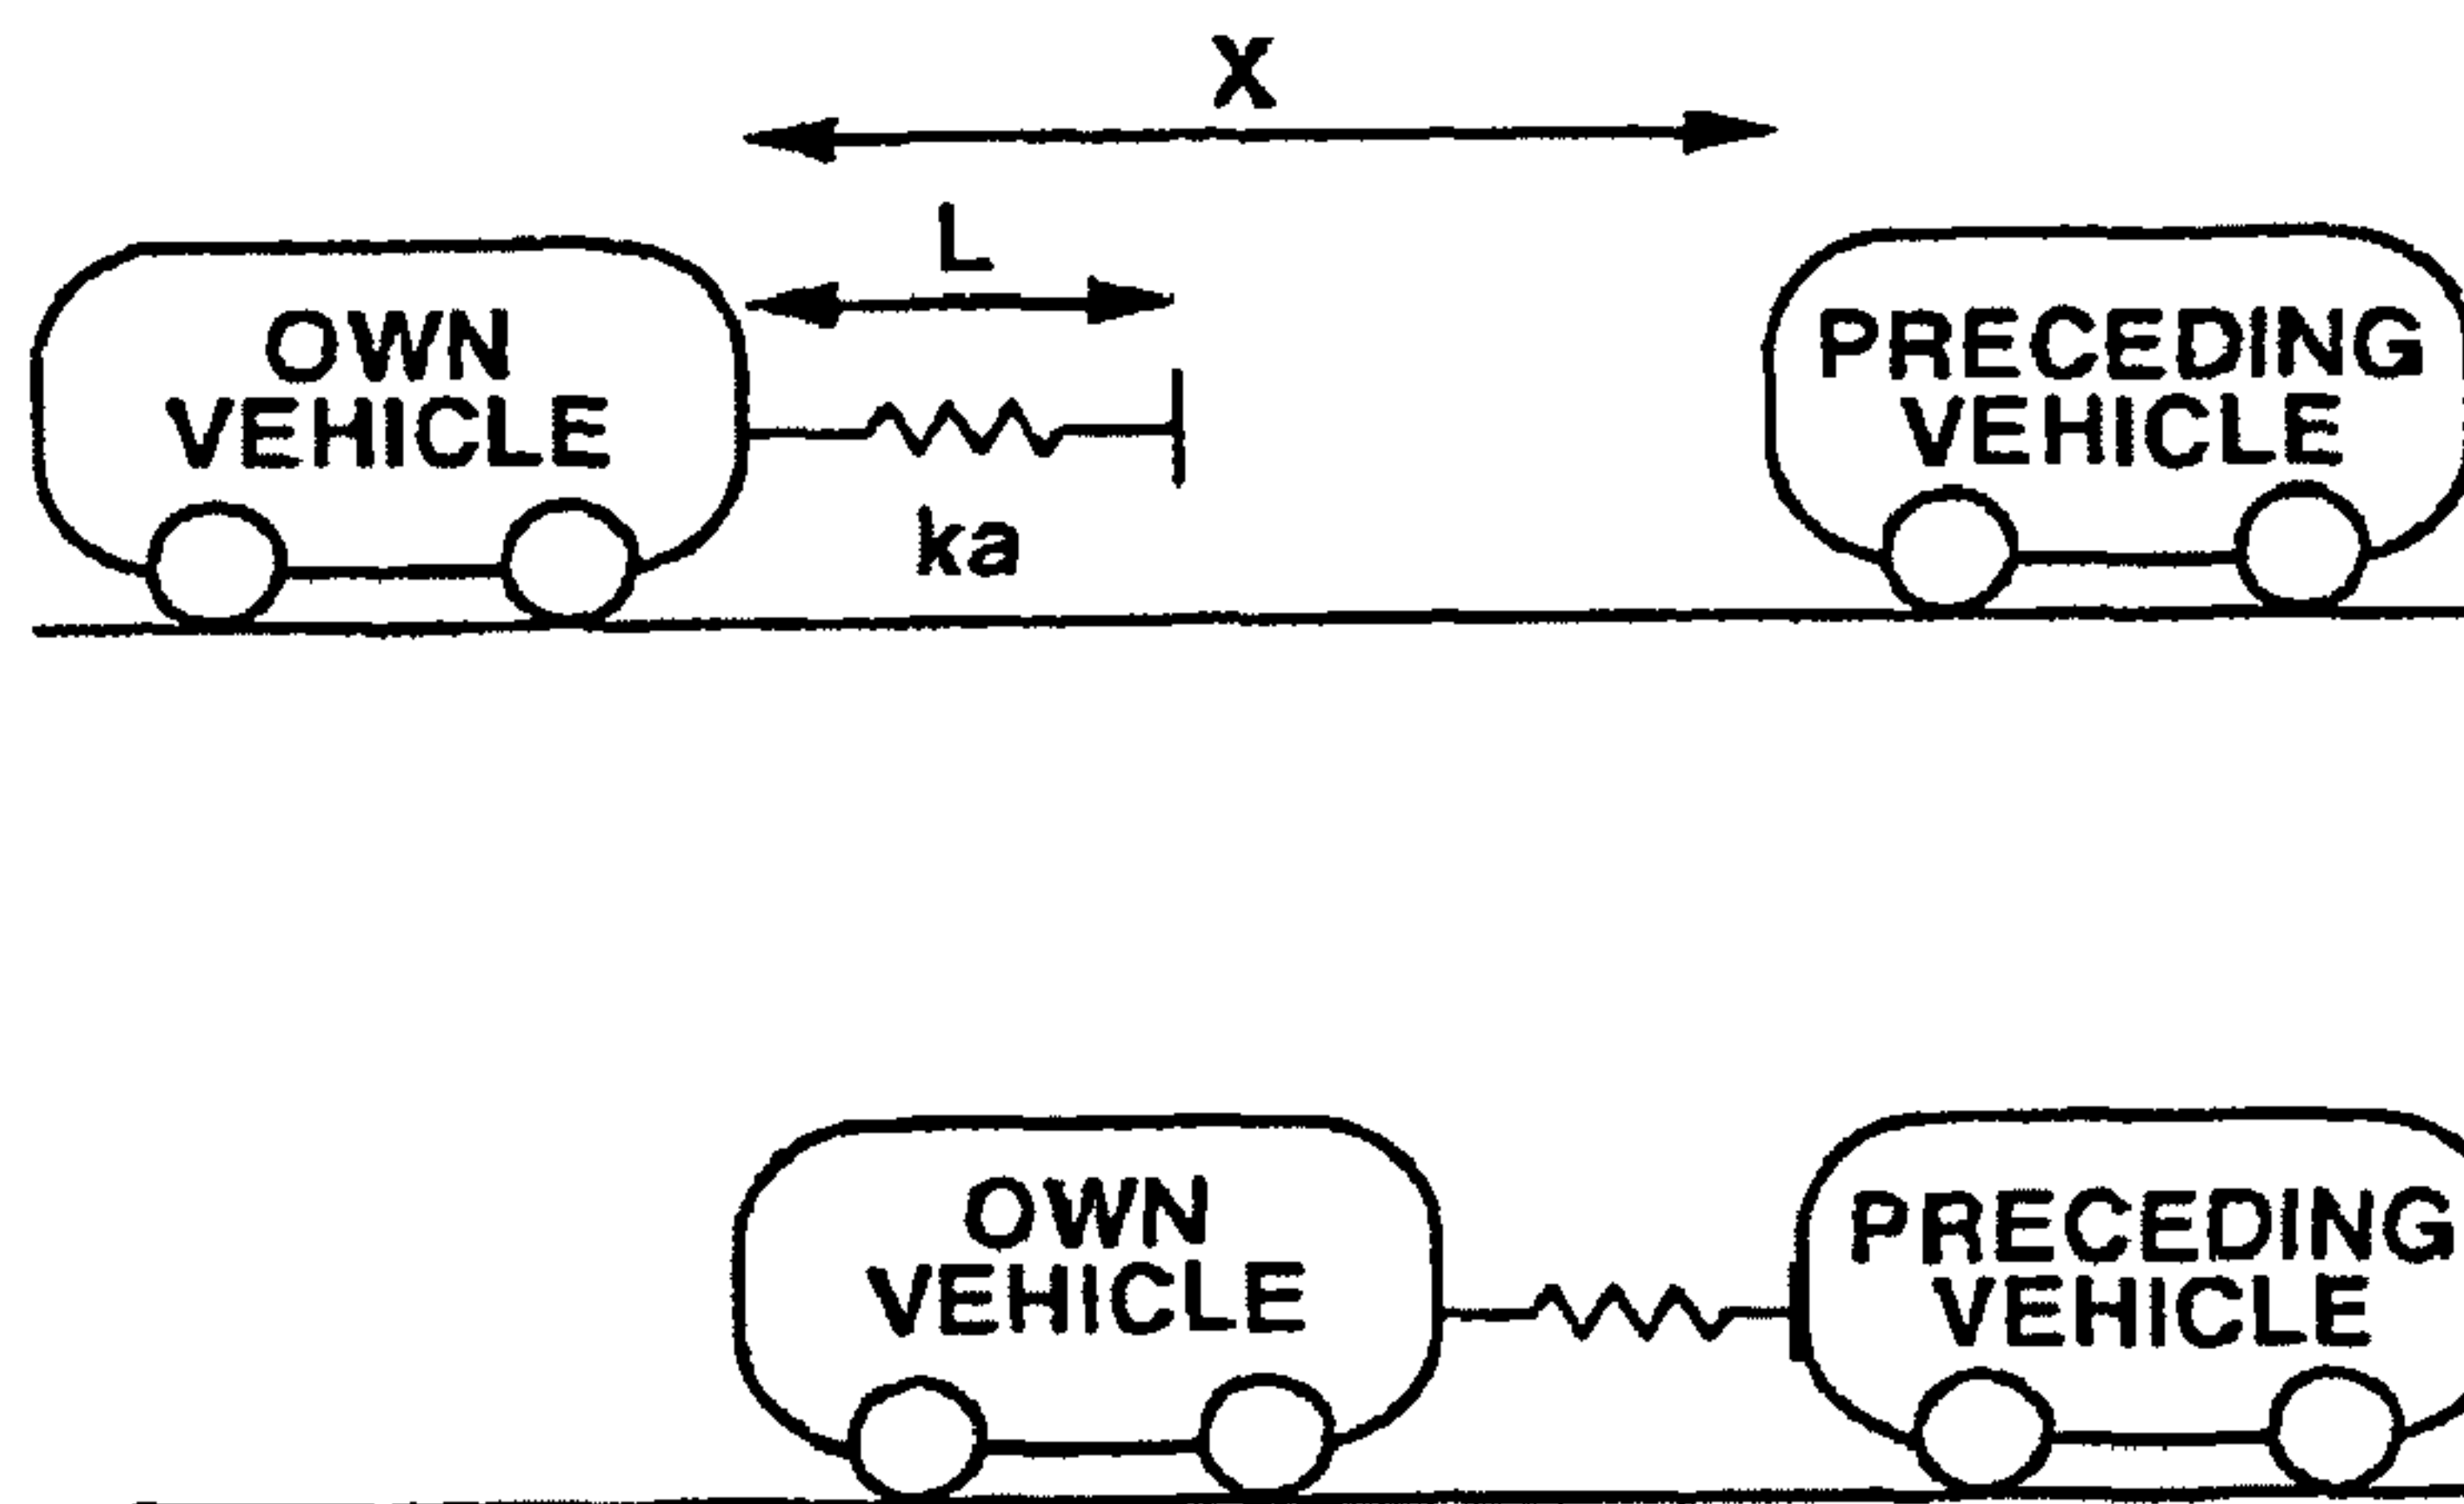 X
L
OWN
VEHICLE
PRECEDING
VEHICLE
ka
OWN
VEHICLE
PRECEDING
VEHICLE